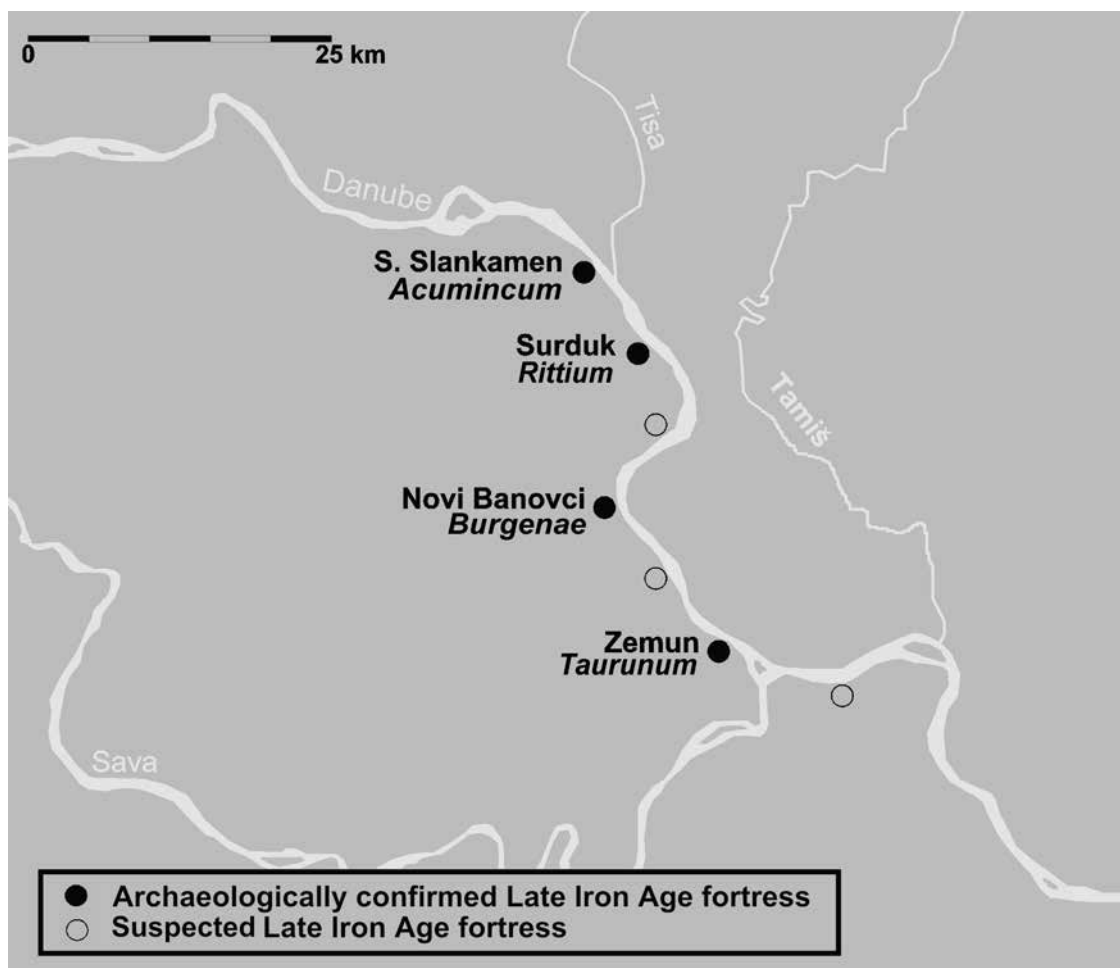 0 25 km
Tisa
Danube
S. Slankamen
Acumincum
Surduk
Rittium
Tamiš
Novi Banovci
Burgenae
Zemun
Taurunum
Sava
Archaeologically confirmed Late Iron Age fortress
Suspected Late Iron Age fortress